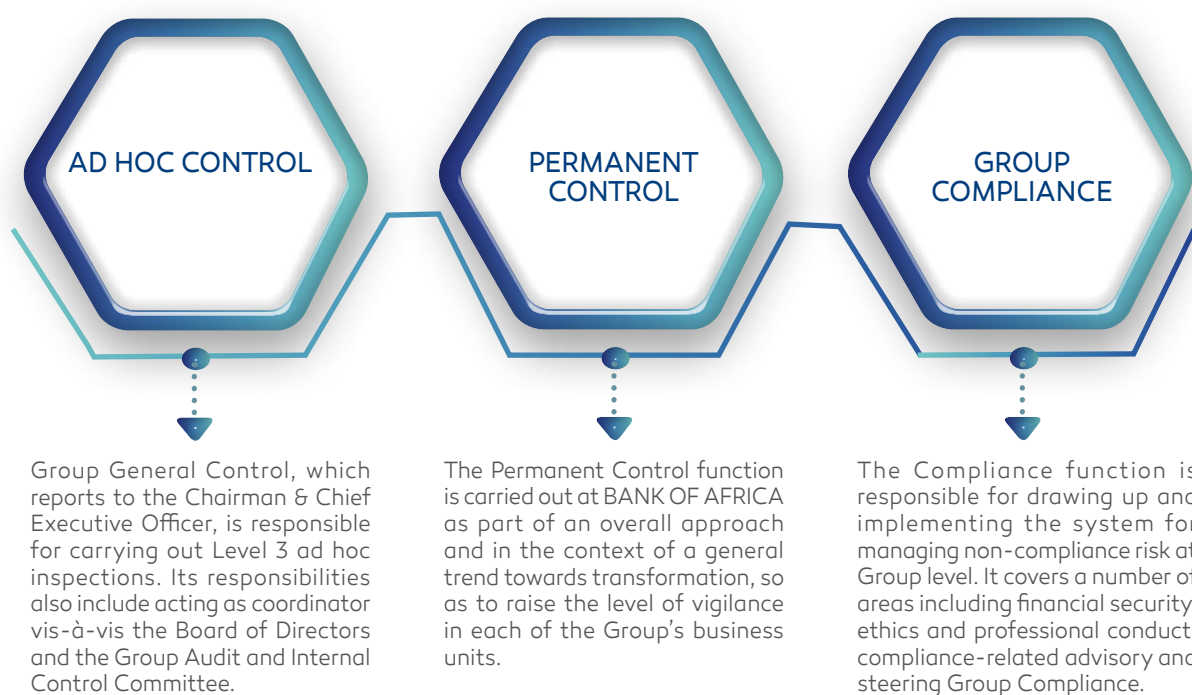 AD HOC CONTROL
Group General Control, which
reports to the Chairman & Chief
Executive Officer, is responsible
for carrying out Level 3 ad hoc
inspections. Its responsibilities
also include acting as coordinator
vis-à-vis the Board of Directors
and the Group Audit and Internal
Control Committee.
PERMANENT
CONTROL
The Permanent Control function
is carried out at BANK OF AFRICA
as part of an overall approach
and in the context of a general
trend towards transformation, so
as to raise the level of vigilance
in each of the Group’s business
units.
GROUP
COMPLIANCE
The Compliance function is
responsible for drawing up and
implementing the system for
managing non-compliance risk at
Group level. It covers a number of
areas including financial security
ethics and professional conduct
compliance-related advisory and
steering Group Compliance.